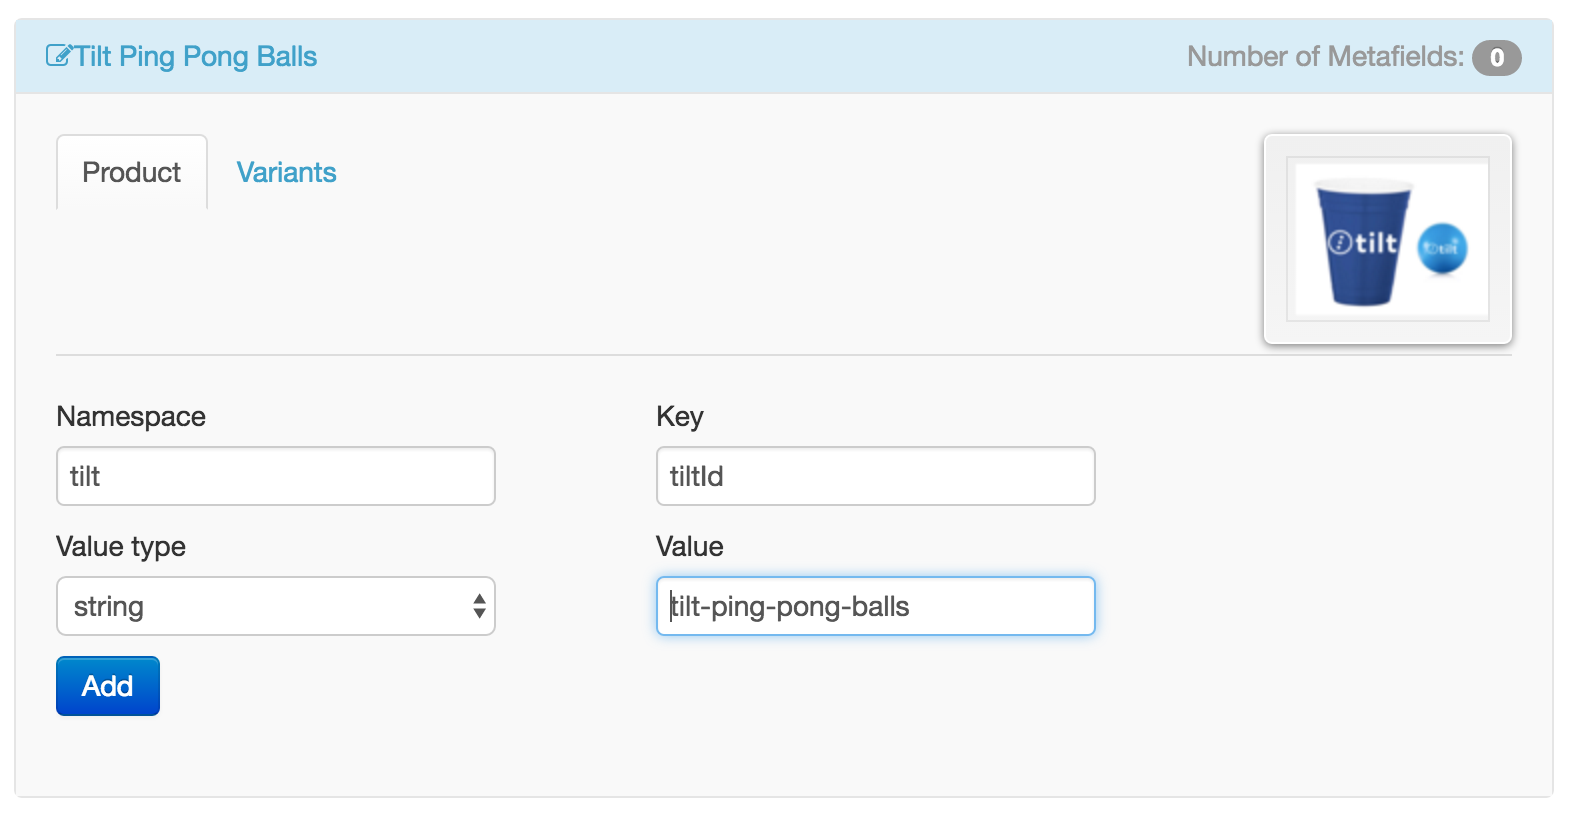 Tilt Ping Pong Balls
Number of Metafields: 0
Product
Variants
tilt
tilt
Namespace
Key
tilt
tiltId
Value type
Value
string
tilt-ping-pong-balls
Add